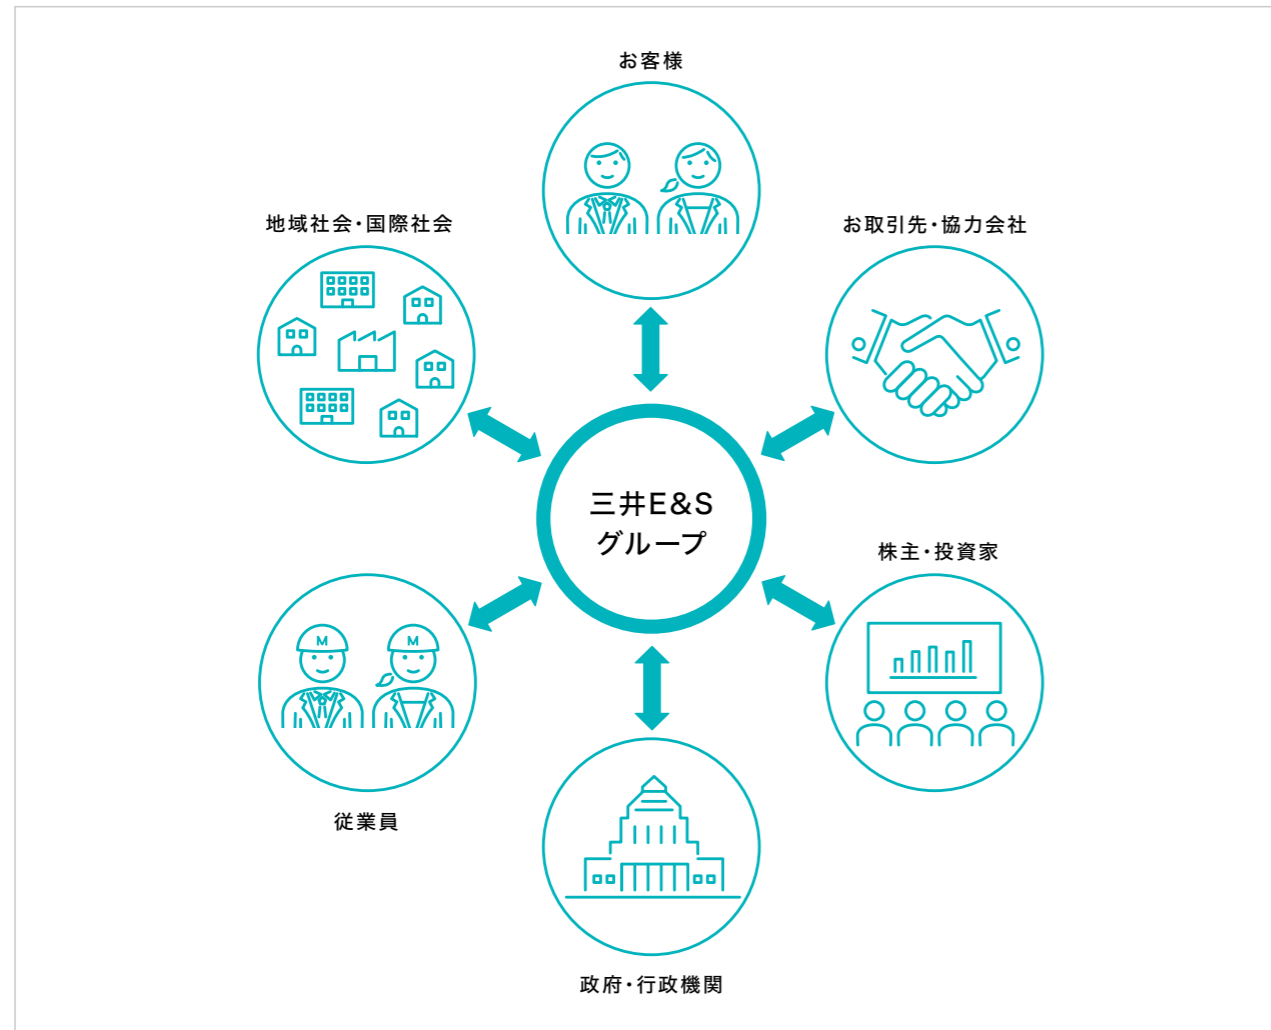 お客様
地域社会・国際社会
お取引先・協力会社
三井E&S
グループ
株主・投資家
M
M
従業員
政府・行政機関